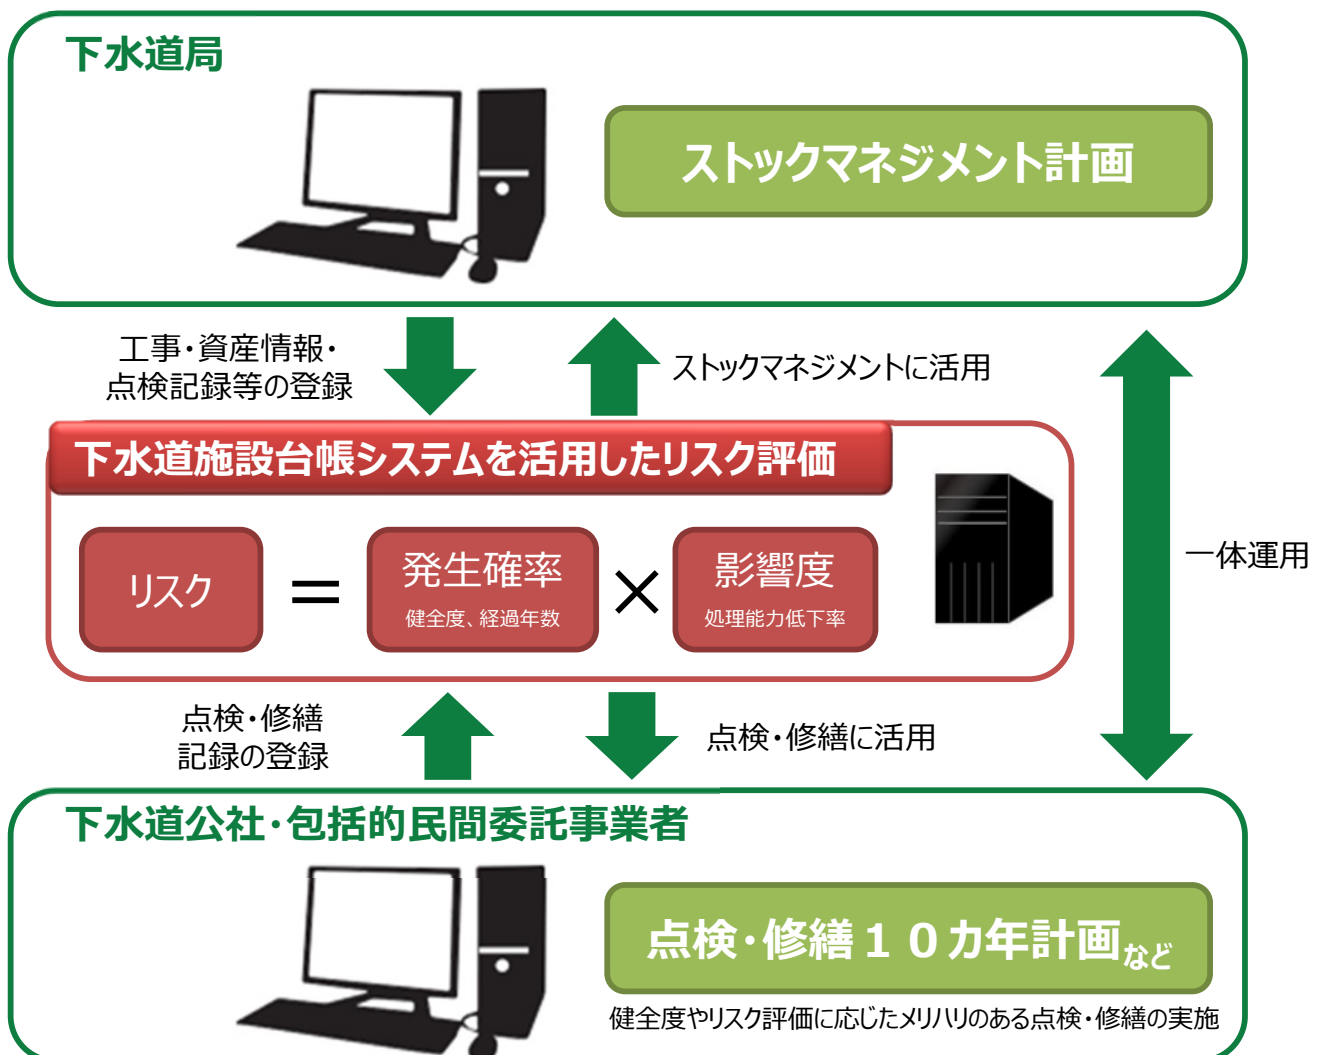 下水道局
ストックマネジメント計画
工事・資産情報・
点検記録等の登録
ストックマネジメントに活用
下水道施設台帳システムを活用したリスク評価
リスク
＝
発生確率
健全度、経過年数
×
影響度
処理能力低下率
一体運用
点検・修繕
記録の登録
点検・修繕に活用
下水道公社・包括的民間委託事業者
点検・修繕１０カ年計画など
健全度やリスク評価に応じたメリハリのある点検・修繕の実施